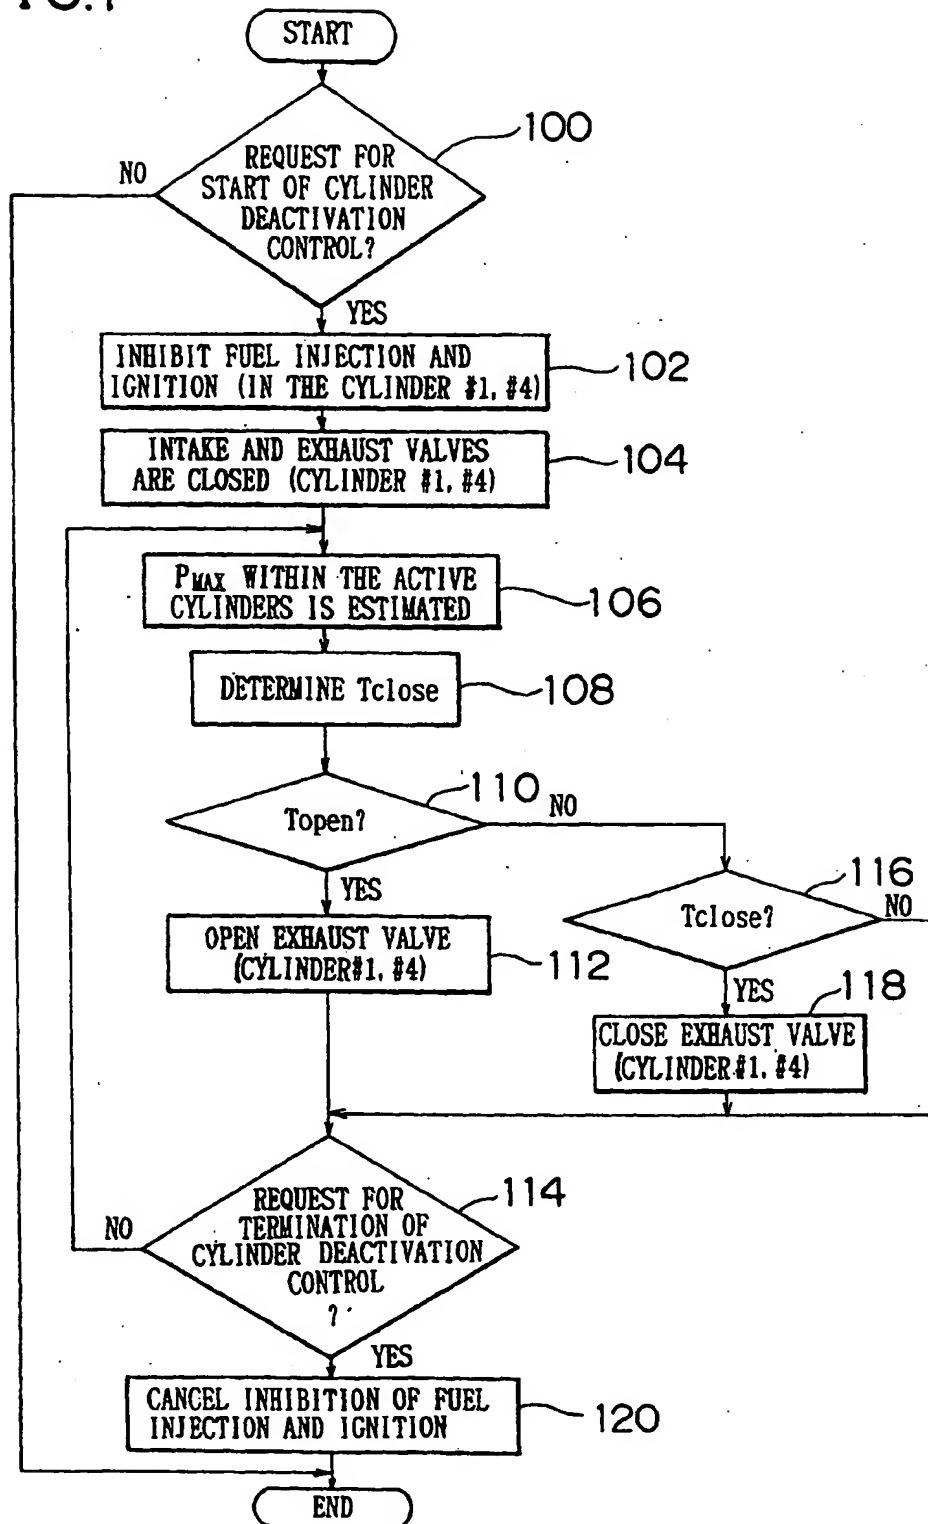 START
100
REQUEST FOR
START OF CYLINDER
DEACTIVATION
CONTROL?
NO
YES
INHIBIT FUEL INJECTION AND
IGNITION (IN THE CYLINDER #1, #4)
102
INTAKE AND EXHAUST VALVES
ARE CLOSED (CYLINDER #1, #4)
104
PMAX WITHIN THE ACTIVE
CYLINDERS IS ESTIMATED
106
DETERMINE Tclose
108
Topen?
110
NO
YES
OPEN EXHAUST VALVE
(CYLINDER#1, #4)
112
Tclose?
116
NO
YES
118
CLOSE EXHAUST VALVE
(CYLINDER#1, #4)
REQUEST FOR
TERMINATION OF
CYLINDER DEACTIVATION
CONTROL
?
114
NO
YES
CANCEL INHIBITION OF FUEL
INJECTION AND IGNITION
120
END